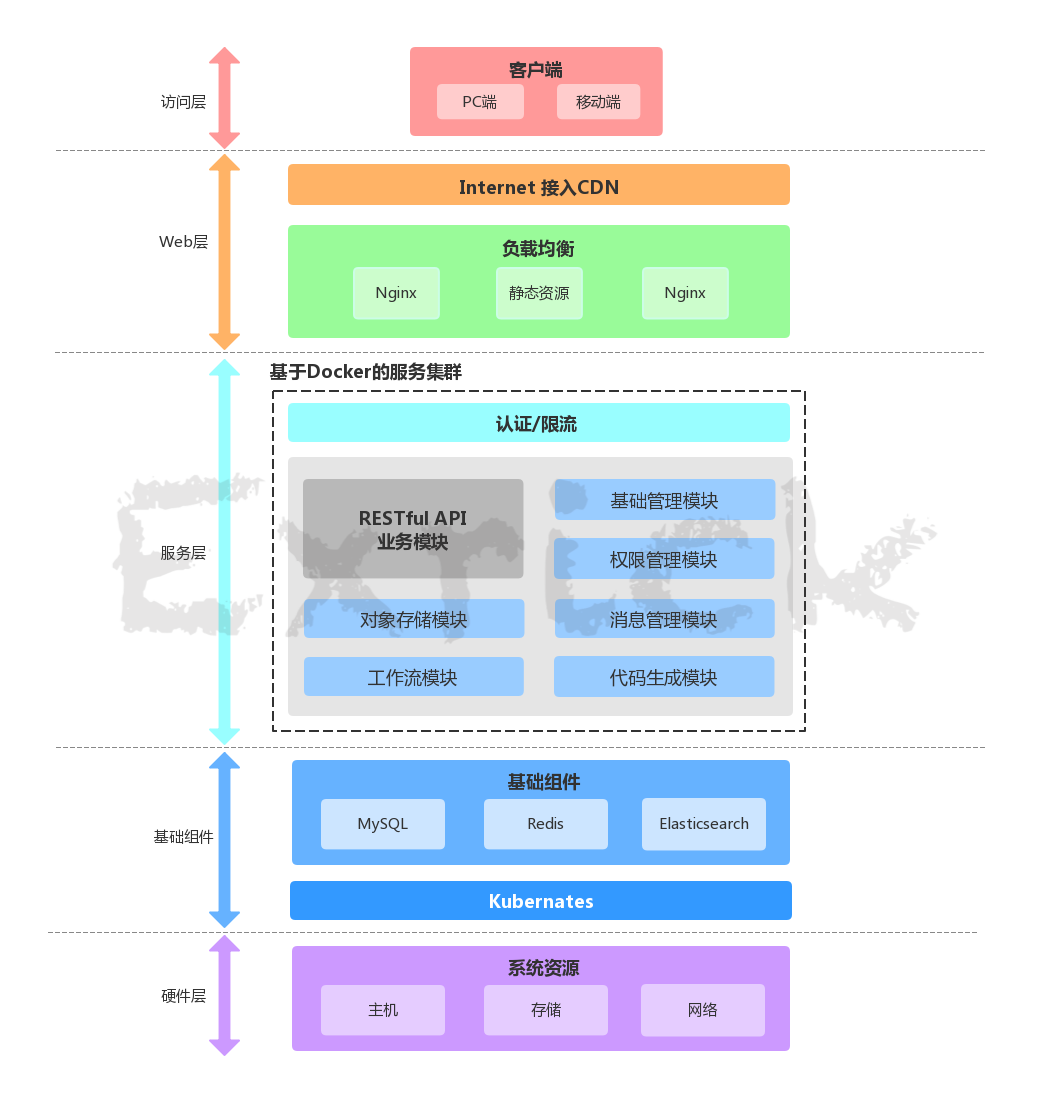 客户端
访问层
PC端
移动端
Internet 接入CDN
Web层
负载均衡
Nginx
静态资源
Nginx
基于Docker的服务集群
认证/限流
RESTful API
业务模块
基础管理模块
权限管理模块
服务层
对象存储模块
消息管理模块
工作流模块
代码生成模块
基础组件
MySQL
Redis
Elasticsearch
基础组件
Kubernates
系统资源
硬件层
主机
存储
网络